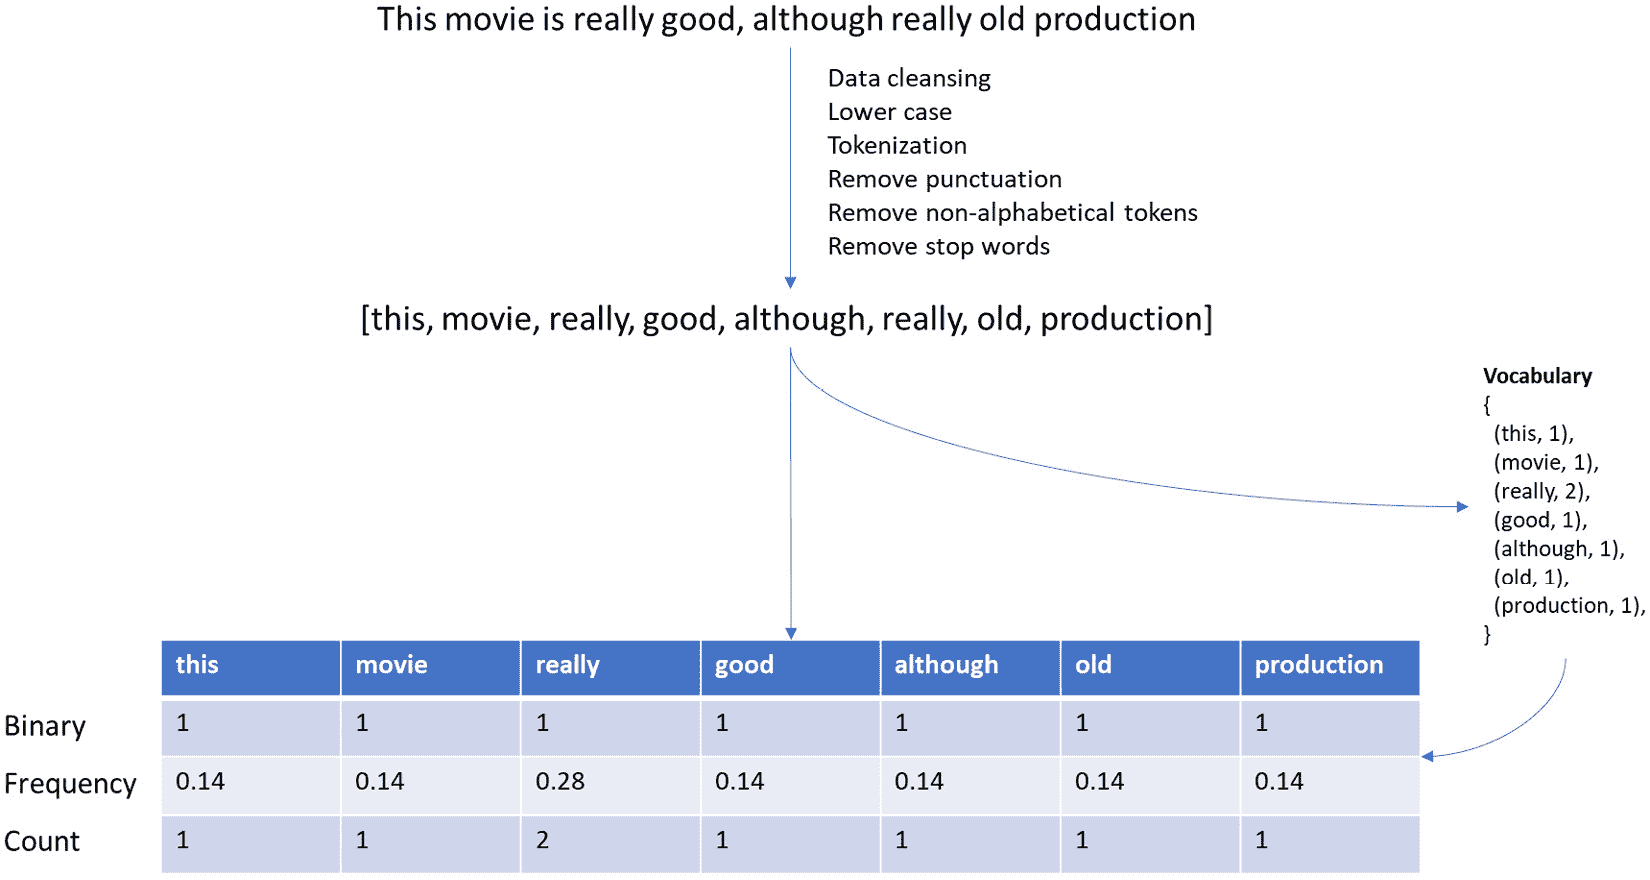 This movie is really good, although really old production
Data cleansing
Lower case
Tokenization
Remove punctuation
Remove non-alphabetical tokens
Remove stop words
[this, movie, really, good, although, really, old, production]
Vocabulary
{
(this, 1),
(movie, 1),
(really, 2),
(good, 1),
(although, 1),
(old, 1),
(production, 1),
}
this movie really good although old production
Binary 1 1 1 1 1 1 1
Frequency 0.14 0.14 0.28 0.14 0.14 0.14 0.14
Count 1 1 2 1 1 1 1